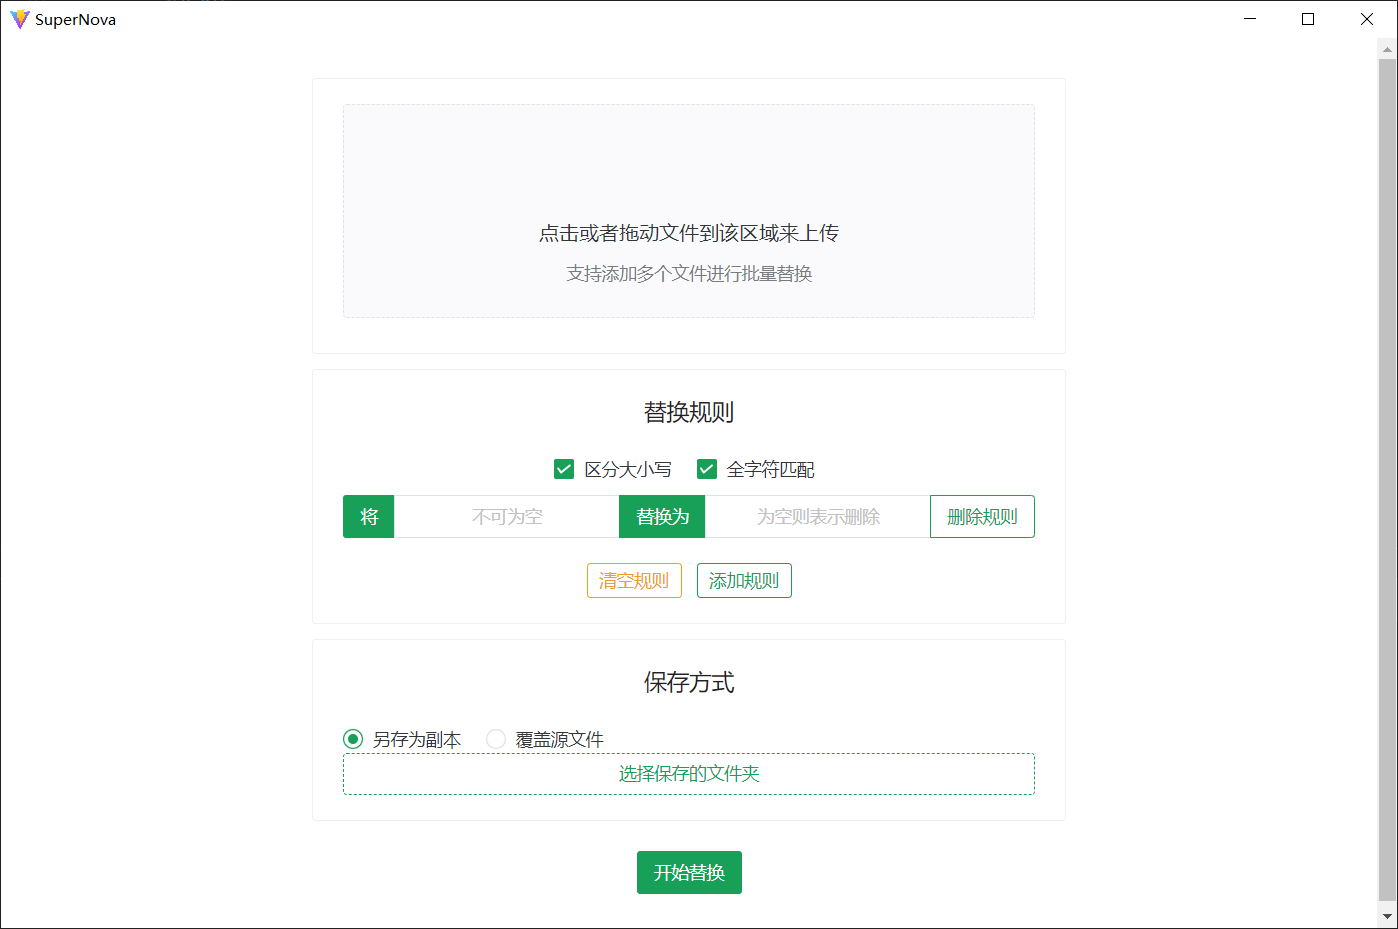 SuperNova
点击或者拖动文件到该区域来上传
支持添加多个文件进行批量替换
替换规则
区分大小写 全字符匹配
将 不可为空 替换为 为空则表示删除 删除规则
清空规则 添加规则
保存方式
另存为副本 覆盖源文件
选择保存的文件夹
开始替换